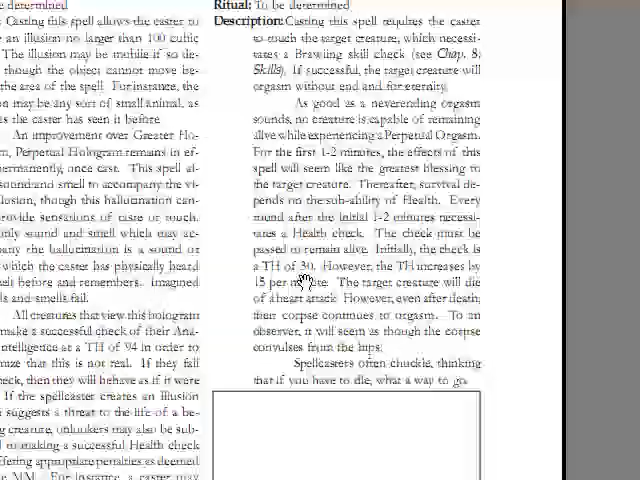 e determined
Casting this spell allows the caster to
an illusion no larger than 100 cubic
The illusion may be mobile if so de-
though the object cannot move be-
the area of the spell. For instance, the
on may be any sort of small animal, as
as the caster has seen it before.
An improvement over Greater Ho-
m, Perpetual Hologram remains in ef-
permanently, once cast. This spell al-
sound and smell to accompany the vi-
lusion, though this hallucination can-
rovide sensations of taste or touch.
only sound and smell which may ac-
pany the hallucination is a sound or
which the caster has physically heard
elt before and remembers. Imagined
ls and smells fail.
All creatures that view this hologram
make a successful check of their Ana-
Intelligence at a TH of 94 in order to
nize that this is not real. If they fail
heck, then they will behave as if it were
If the spellcaster creates an illusion
suggests a threat to the life of a be-
g creature, onlookers may also be sub-
d to making a successful Health check
ffering appropriate penalties as deemed
e MM. For instance, a caster may
Ritual: To be determined
Description: Casting this spell requires the caster
to touch the target creature, which necessi-
tates a Brawling skill check (see Chap. 8:
Skills). If successful, the target creature will
orgasm without end and for eternity.
As good as a neverending orgasm
sounds, no creature is capable of remaining
alive while experiencing a Perpetual Orgasm.
For the first 1-2 minutes, the effects of this
spell will seem like the greatest blessing to
the target creature. Thereafter, survival de-
pends on the sub-ability of Health. Every
round after the initial 1-2 minutes necessi-
tates a Health check. The check must be
passed to remain alive. Initially, the check is
a TH of 30. However, the TH increases by
15 per minute. The target creature will die
of a heart attack. However, even after death,
their corpse continues to orgasm. To an
observer, it will seem as though the corpse
convulses from the hips.
Spellcasters often chuckle, thinking
that if you have to die, what a way to go.